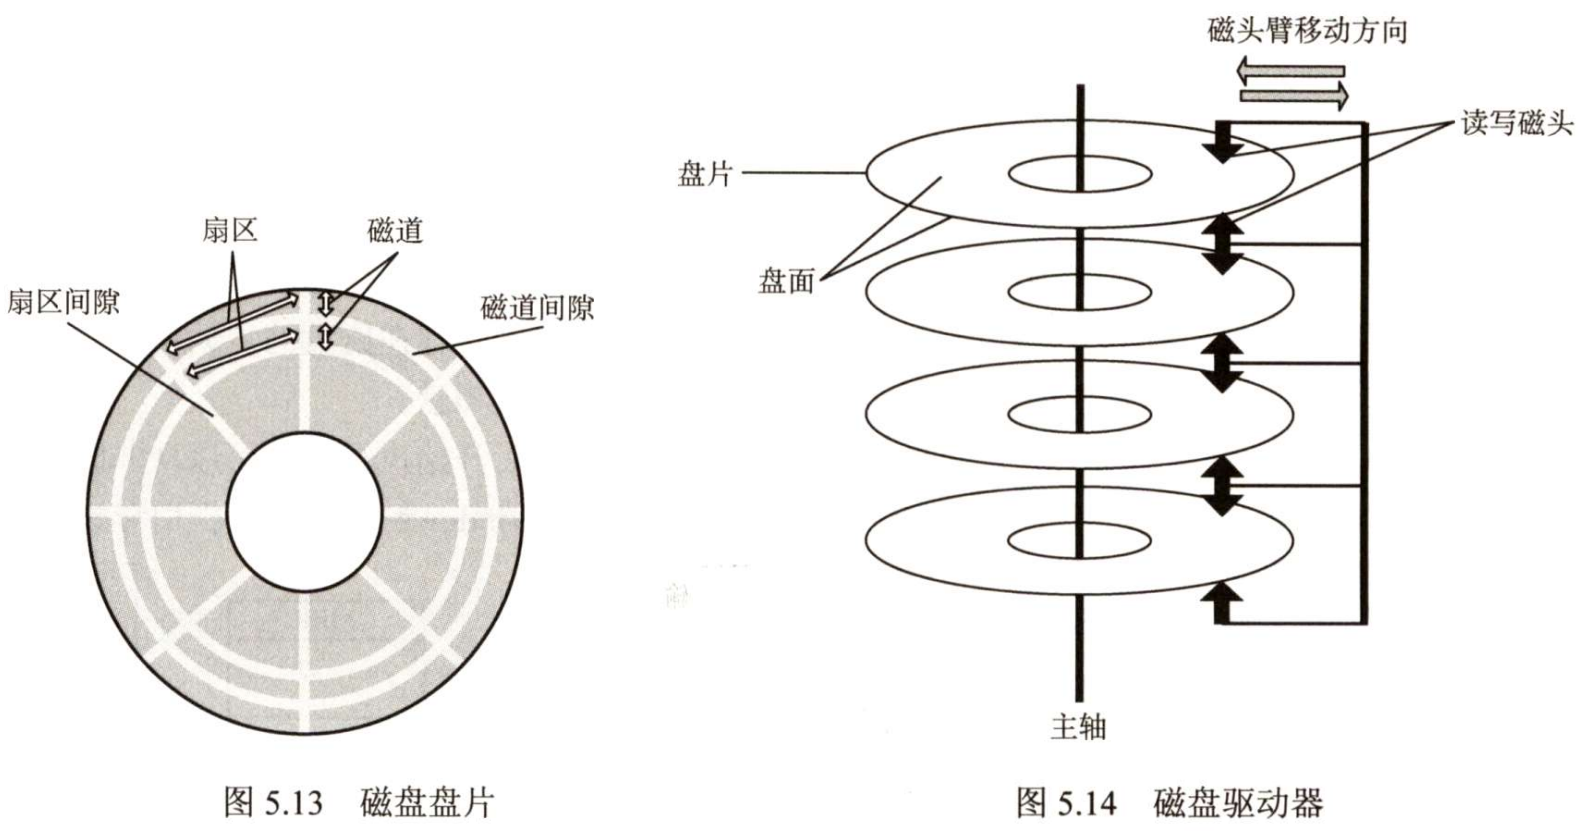 扇区
磁道
扇区间隙
磁道间隙
图 5.13 磁盘盘片
磁头臂移动方向
读写磁头
盘片
盘面
主轴
图 5.14 磁盘驱动器